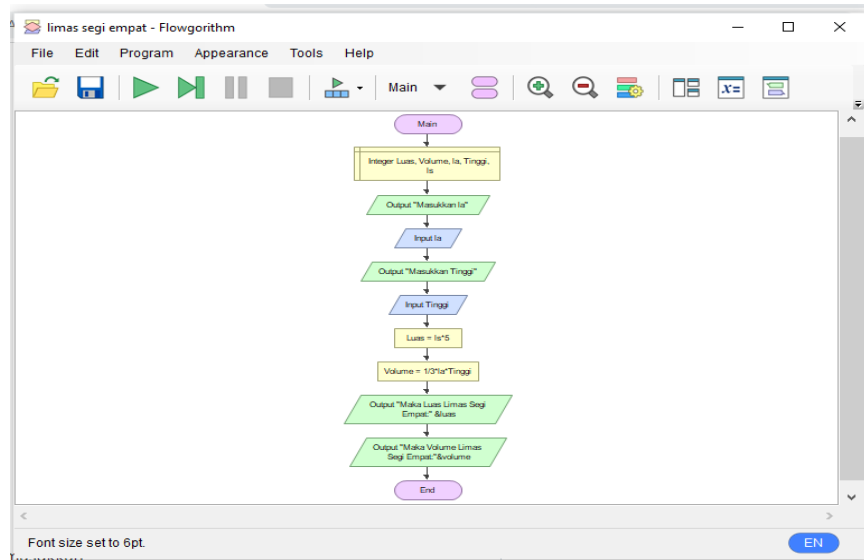 limas segi empat - Flowgorithm
File Edit Program Appearance Tools Help
Main
x=
Main
Integer Luas, Volume, la, Tinggi,
ls
Output "Masukkan la"
Input la
Output "Masukkan Tinggi"
Input Tinggi
Luas = ls*5
Volume = 1/3*la*Tinggi
Output "Maka Luas Limas Segi
Empat:" &luas
Output "Maka Volume Limas
Segi Empat:"&volume
End
Font size set to 6pt.
EN